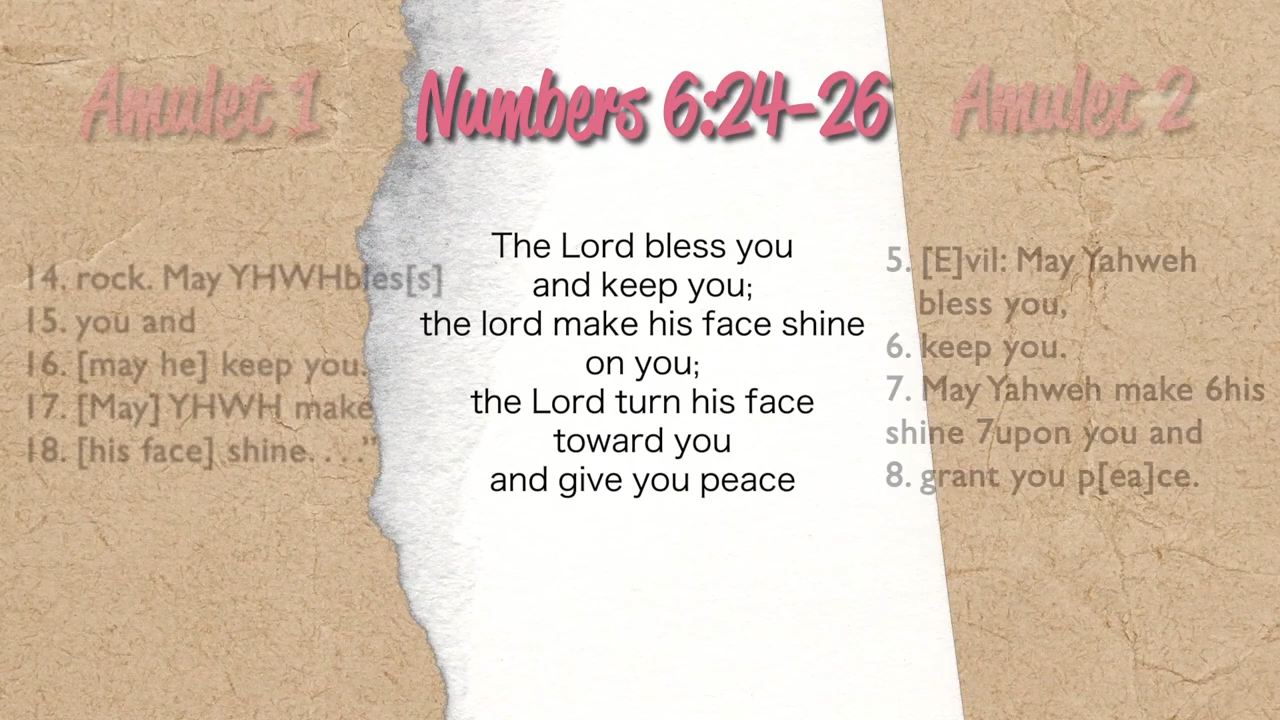 Amulet 1
14. rock. May YHWHbles[s]
15. you and
16. [may he] keep you.
17. [May] YHWH make
18. [his face] shine. . . ."
Numbers 6:24-26
The Lord bless you
and keep you;
the lord make his face shine
on you;
the Lord turn his face
toward you
and give you peace
Amulet 2
5. [E]vil: May Yahweh
bless you,
6. keep you.
7. May Yahweh make 6his
shine 7upon you and
8. grant you p[ea]ce.